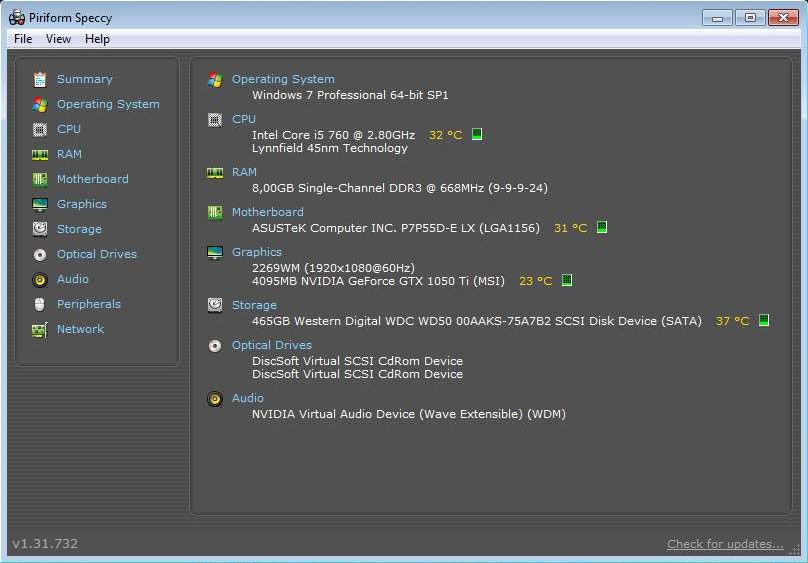 Piriform Speccy
File View Help
Summary
Operating System
CPU
RAM
Motherboard
Graphics
Storage
Optical Drives
Audio
Peripherals
Network
Operating System
Windows 7 Professional 64-bit SP1
CPU
Intel Core i5 760 @ 2.80GHz 32 °C
Lynnfield 45nm Technology
RAM
8,00GB Single-Channel DDR3 @ 668MHz (9-9-9-24)
Motherboard
ASUSTeK Computer INC. P7P55D-E LX (LGA1156) 31 °C
Graphics
2269WM (1920x1080@60Hz)
4095MB NVIDIA GeForce GTX 1050 Ti (MSI) 23 °C
Storage
465GB Western Digital WDC WD50 00AAKS-75A7B2 SCSI Disk Device (SATA) 37 °C
Optical Drives
DiscSoft Virtual SCSI CdRom Device
DiscSoft Virtual SCSI CdRom Device
Audio
NVIDIA Virtual Audio Device (Wave Extensible) (WDM)
v1.31.732
Check for updates...